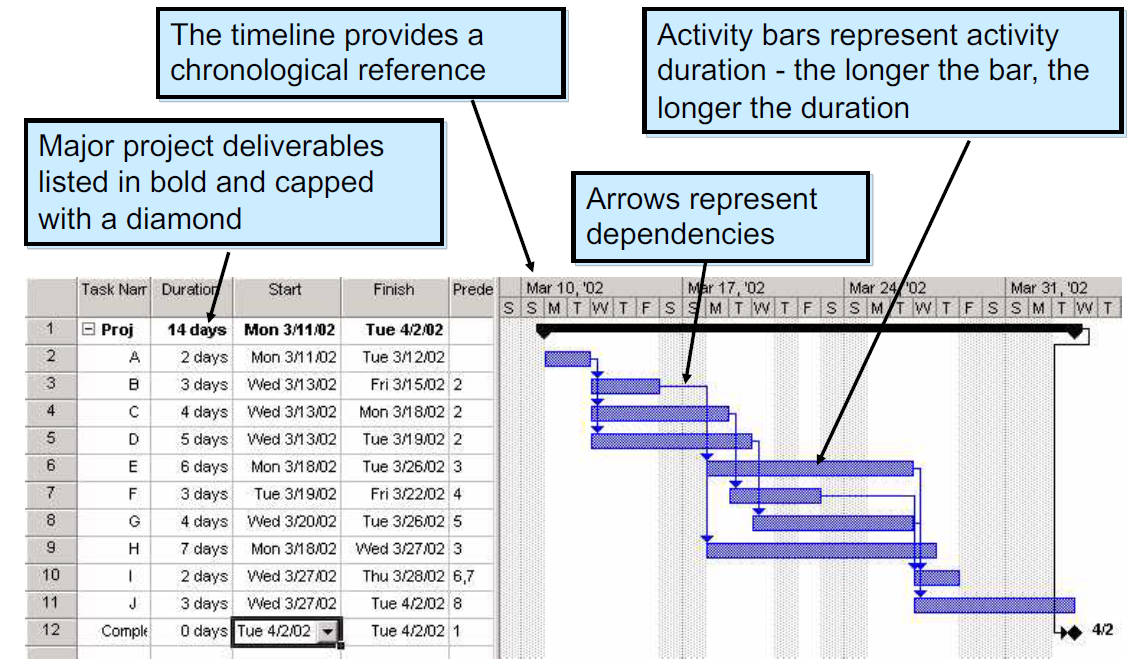 The timeline provides a
chronological reference
Activity bars represent activity
duration - the longer the bar, the
longer the duration
Major project deliverables
listed in bold and capped
with a diamond
Arrows represent
dependencies
Task Narr Duration Start Finish Prede
Mar 10, '02 Mar 17, '02 Mar 24, '02 Mar 31, '02
S S M T W T F S S M T W T F S S M T W T F S S M T W T
1 Proj 14 days Mon 3/11/02 Tue 4/2/02
2 A 2 days Mon 3/11/02 Tue 3/12/02
3 B 3 days Wed 3/13/02 Fri 3/15/02 2
4 C 4 days Wed 3/13/02 Mon 3/18/02 2
5 D 5 days Wed 3/13/02 Tue 3/19/02 2
6 E 6 days Mon 3/18/02 Tue 3/26/02 3
7 F 3 days Tue 3/19/02 Fri 3/22/02 4
8 G 4 days Wed 3/20/02 Tue 3/26/02 5
9 H 7 days Mon 3/18/02 Wed 3/27/02 3
10 I 2 days Wed 3/27/02 Thu 3/28/02 6,7
11 J 3 days Wed 3/27/02 Tue 4/2/02 8
12 Comple 0 days Tue 4/2/02 Tue 4/2/02 1
4/2